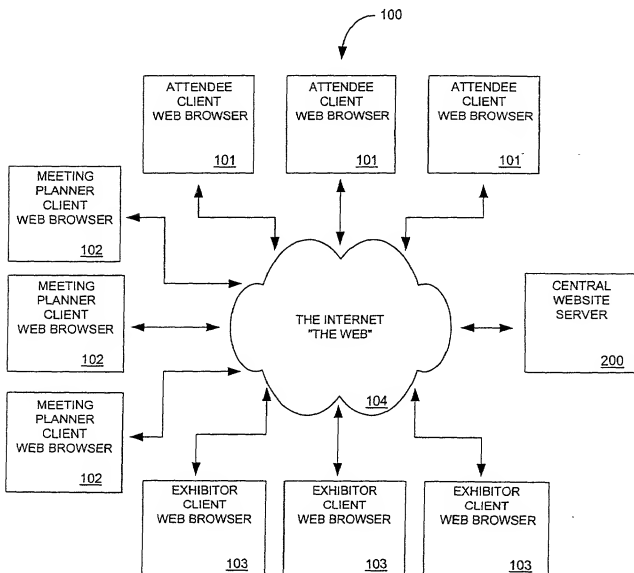 100
ATTENDEE
CLIENT
WEB BROWSER
101
ATTENDEE
CLIENT
WEB BROWSER
101
ATTENDEE
CLIENT
WEB BROWSER
101
MEETING
PLANNER
CLIENT
WEB BROWSER
102
MEETING
PLANNER
CLIENT
WEB BROWSER
102
MEETING
PLANNER
CLIENT
WEB BROWSER
102
THE INTERNET
"THE WEB"
104
CENTRAL
WEBSITE
SERVER
200
EXHIBITOR
CLIENT
WEB BROWSER
103
EXHIBITOR
CLIENT
WEB BROWSER
103
EXHIBITOR
CLIENT
WEB BROWSER
103